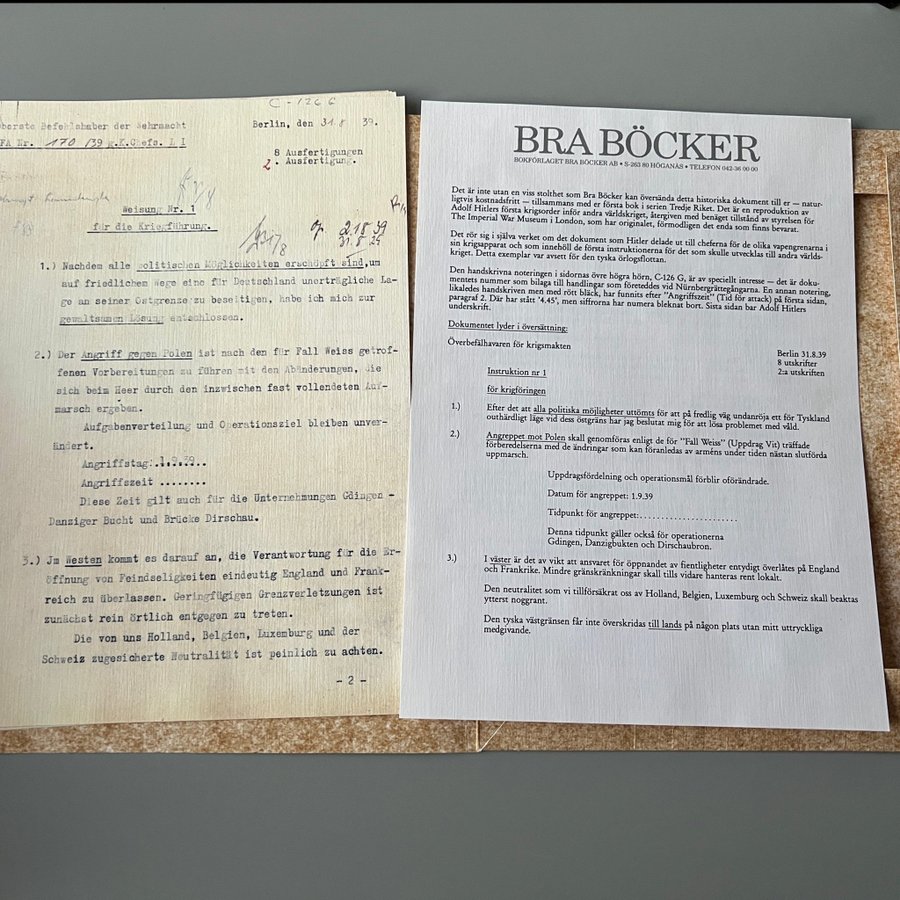 C-126 G
Oberste Befehlshaber der Wehrmacht
Berlin, den 31.8 39.
FA Nr. 170 /39 g.K.Chefs. L I
8 Ausfertigungen
2. Ausfertigung.
Weisung Nr. 1
für die Kriegführung.
31.8
1.) Nachdem alle politischen Möglichkeiten erschöpft sind, um
auf friedlichem Wege eine für Deutschland unerträgliche La-
ge an seiner Ostgrenze zu beseitigen, habe ich mich zur
gewaltsamen Lösung entschlossen.
2.) Der Angriff gegen Polen ist nach den für Fall Weiss getrof-
fenen Vorbereitungen zu führen mit den Abänderungen, die
sich beim Heer durch den inzwischen fast vollendeten Auf-
marsch ergeben.
Aufgabenverteilung und Operationsziel bleiben unver-
ändert.
Angriffstag: .1.9.39..
Angriffszeit ........
Diese Zeit gilt auch für die Unternehmungen Gdingen -
Danziger Bucht und Brücke Dirschau.
3.) Jm Westen kommt es darauf an, die Verantwortung für die Er-
öffnung von Feindseligkeiten eindeutig England und Frank-
reich zu überlassen. Geringfügigen Grenzverletzungen ist
zunächst rein örtlich entgegen zu treten.
Die von uns Holland, Belgien, Luxemburg und der
Schweiz zugesicherte Neutralität ist peinlich zu achten.
- 2 -
BRA BÖCKER
BOKFÖRLAGET BRA BÖCKER AB • S-263 80 HÖGANÄS • TELEFON 042-36 00 00
Det är inte utan en viss stolthet som Bra Böcker kan översända detta historiska dokument till er – natur-
ligtvis kostnadsfritt – tillsammans med er första bok i serien Tredje Riket. Det är en reproduktion av
Adolf Hitlers första krigsorder inför andra världskriget, återgiven med benäget tillstånd av styrelsen för
The Imperial War Museum i London, som har originalet, förmodligen det enda som finns bevarat.
Det rör sig i själva verket om det dokument som Hitler delade ut till cheferna för de olika vapengrenarna i
sin krigsapparat och som innehöll de första instruktionerna för det som skulle utvecklas till andra världs-
kriget. Detta exemplar var avsett för den tyska örlogsflottan.
Den handskrivna noteringen i sidornas övre högra hörn, C-126 G, är av speciellt intresse – det är doku-
mentets nummer som bilaga till handlingar som företeddes vid Nürnbergrättegångarna. En annan notering,
likaledes handskriven men med rött bläck, har funnits efter "Angriffszeit" (Tid för attack) på första sidan,
paragraf 2. Där har stått '4.45', men siffrorna har numera bleknat bort. Sista sidan bar Adolf Hitlers
underskrift.
Dokumentet lyder i översättning:
Överbefälhavaren för krigsmakten
Berlin 31.8.39
8 utskrifter
2:a utskriften
Instruktion nr 1
för krigföringen
1.) Efter det att alla politiska möjligheter uttömts för att på fredlig väg undanröja ett för Tyskland
outhärdligt läge vid dess östgräns har jag beslutat mig för att lösa problemet med våld.
2.) Angreppet mot Polen skall genomföras enligt de för "Fall Weiss" (Uppdrag Vit) träffade
förberedelserna med de ändringar som kan föranledas av arméns under tiden nästan slutförda
uppmarsch.
Uppdragsfördelning och operationsmål förblir oförändrade.
Datum för angreppet: 1.9.39
Tidpunkt för angreppet:.......................
Denna tidpunkt gäller också för operationerna
Gdingen, Danzigbukten och Dirschaubron.
3.) I väster är det av vikt att ansvaret för öppnandet av fientligheter entydigt överlåtes på England
och Frankrike. Mindre gränskränkningar skall tills vidare hanteras rent lokalt.
Den neutralitet som vi tillförsäkrat oss av Holland, Belgien, Luxemburg och Schweiz skall beaktas
ytterst noggrant.
Den tyska västgränsen får inte överskridas till lands på någon plats utan mitt uttryckliga
medgivande.